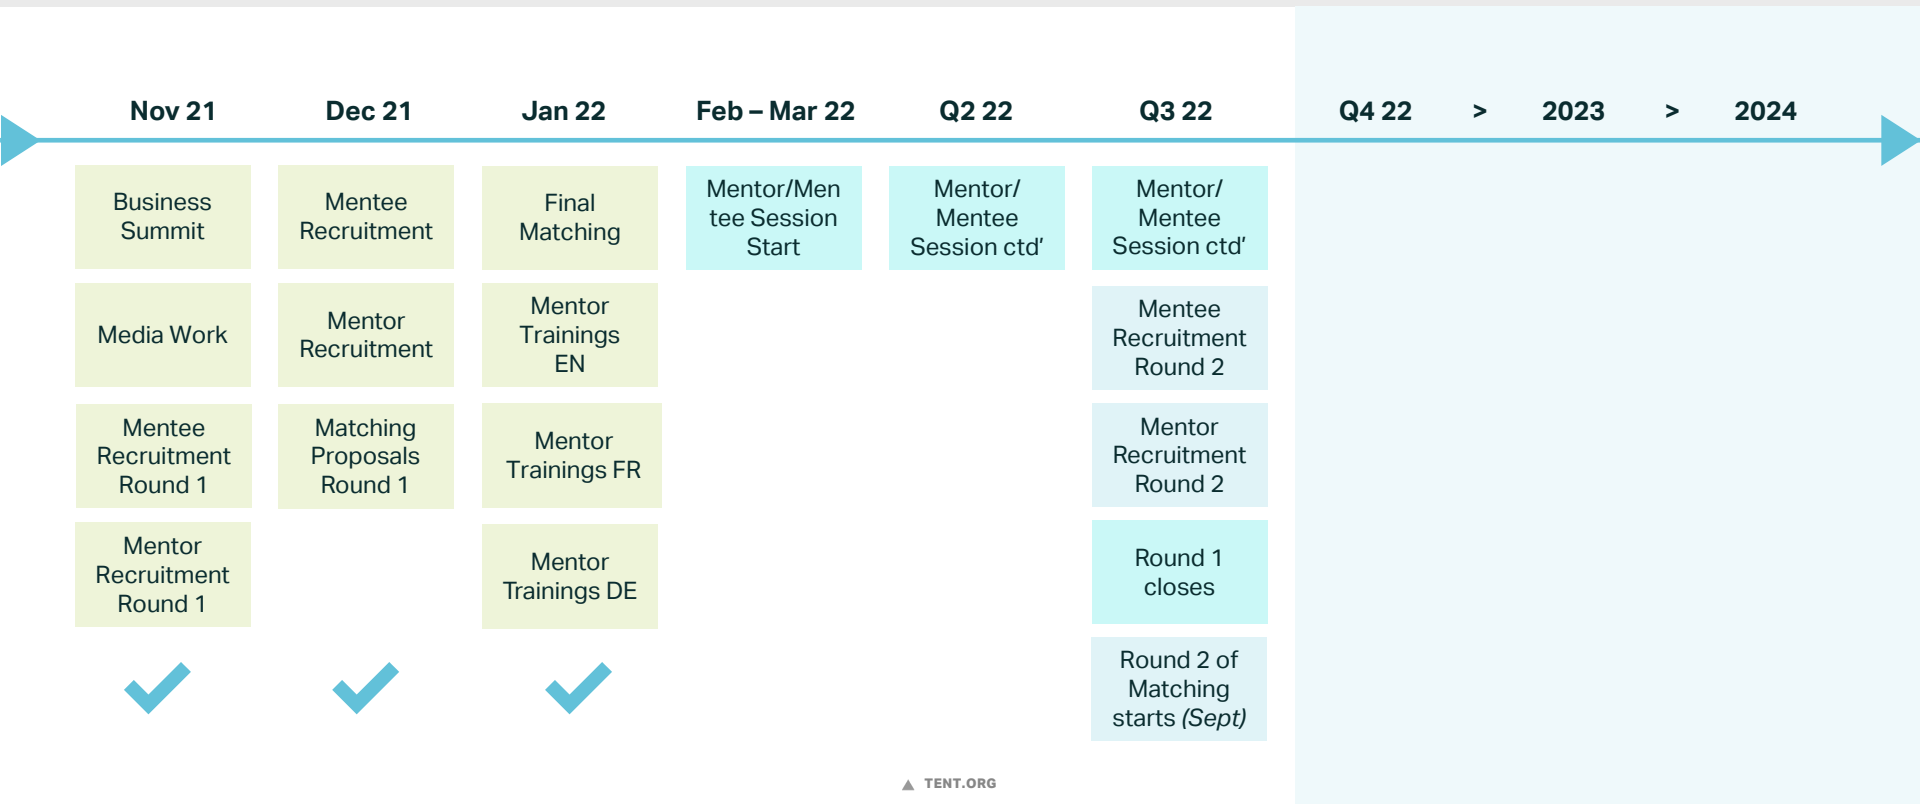 Nov 21
Dec 21
Jan 22
Feb – Mar 22
Q2 22
Q3 22
Q4 22
>
2023
>
2024
Business
Summit
Media Work
Mentee
Recruitment
Round 1
Mentor
Recruitment
Round 1
Mentee
Recruitment
Mentor
Recruitment
Matching
Proposals
Round 1
Final
Matching
Mentor
Trainings
EN
Mentor
Trainings FR
Mentor
Trainings DE
Mentor/Men
tee Session
Start
Mentor/
Mentee
Session ctd’
Mentor/
Mentee
Session ctd’
Mentee
Recruitment
Round 2
Mentor
Recruitment
Round 2
Round 1
closes
Round 2 of
Matching
starts (Sept)
TENT.ORG